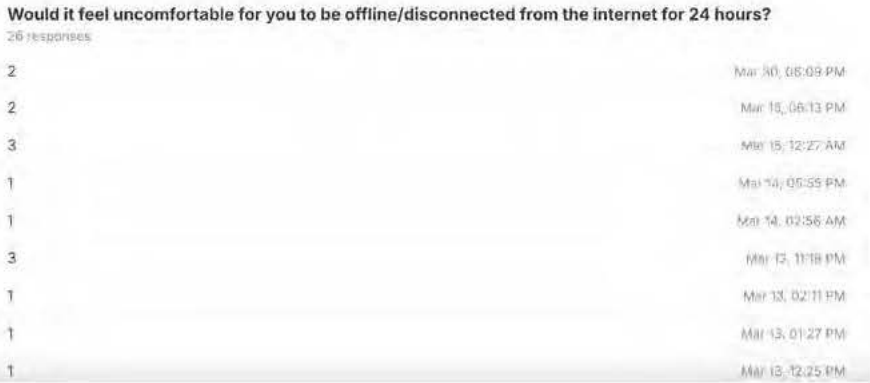 Would it feel uncomfortable for you to be offline/disconnected from the internet for 24 hours?
26 responses
2 Mar 30, 06:09 PM
2 Mar 15, 06:13 PM
3 Mar 15, 12:27 AM
1 Mar 14, 05:55 PM
1 Mar 14, 02:56 AM
3 Mar 13, 11:18 PM
1 Mar 13, 02:11 PM
1 Mar 13, 01:27 PM
1 Mar 13, 12:25 PM